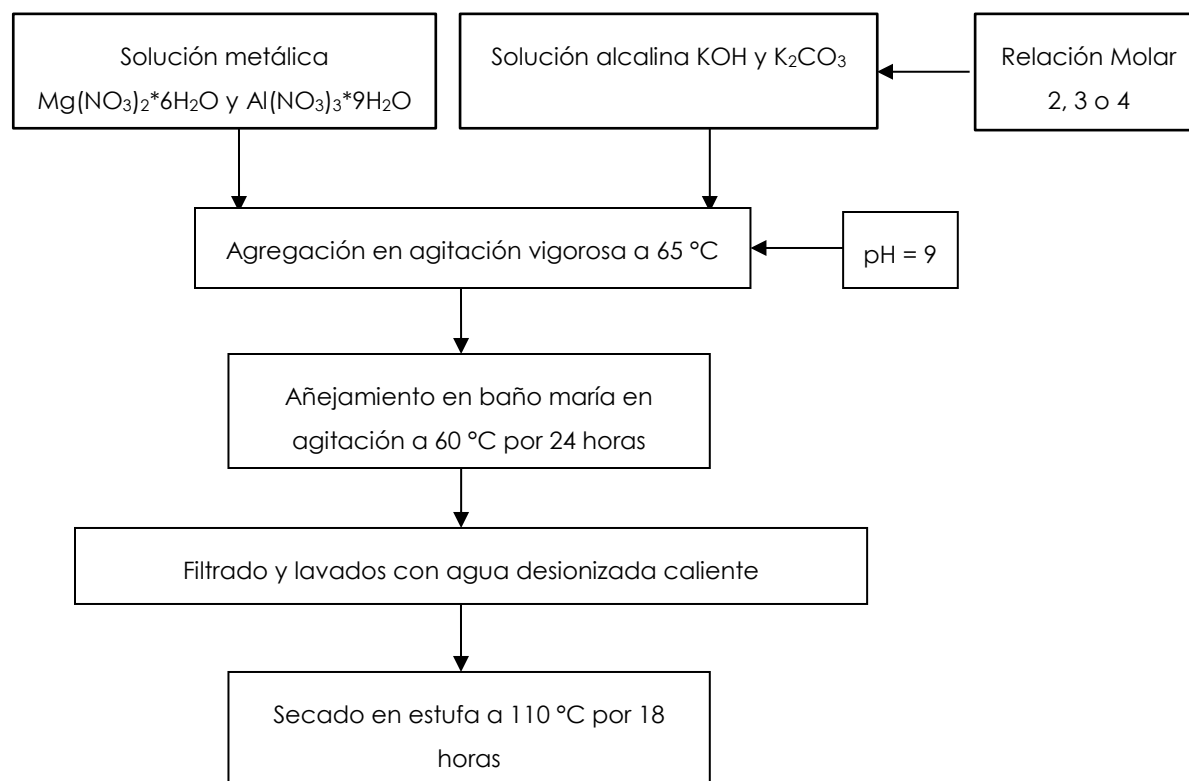 Solución metálica
Mg(NO₃)₂*6H₂O y Al(NO₃)₃*9H₂O
Solución alcalina KOH y K₂CO₃
Relación Molar
2, 3 o 4
Agregación en agitación vigorosa a 65 °C
pH = 9
Añejamiento en baño maría en
agitación a 60 °C por 24 horas
Filtrado y lavados con agua desionizada caliente
Secado en estufa a 110 °C por 18
horas